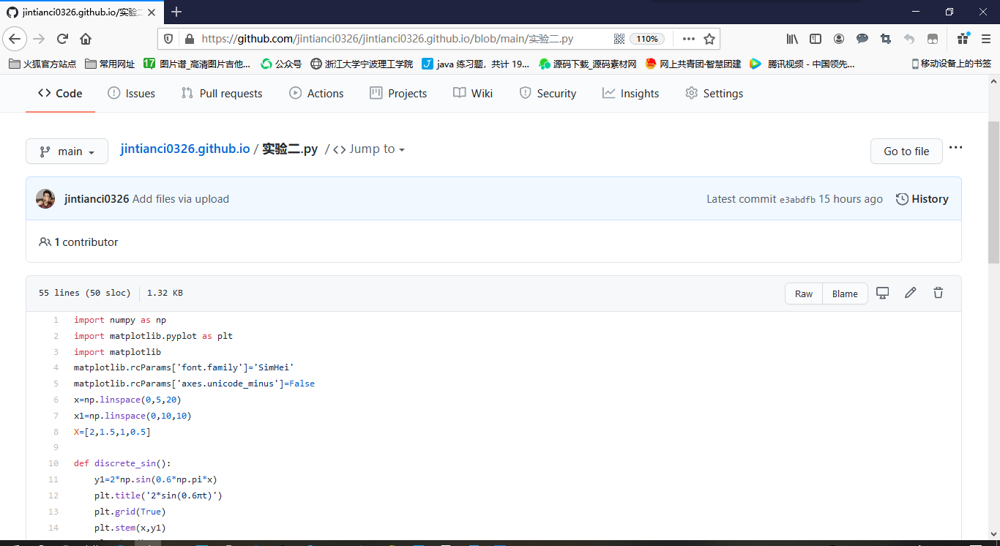 jintianci0326.github.io/实验二
https://github.com/jintianci0326/jintianci0326.github.io/blob/main/实验二.py
110%
火狐官方站点 常用网址 17 图片谱_高清图片吉他... 公众号 浙江大学宁波理工学院 java 练习题，共计 19... 源码下载_源码素材网 网上共青团·智慧团建 腾讯视频 - 中国领先... 移动设备上的书签
Code Issues Pull requests Actions Projects Wiki Security Insights Settings
main jintianci0326.github.io / 实验二.py / <> Jump to Go to file
jintianci0326 Add files via upload Latest commit e3abdfb 15 hours ago History
1 contributor
55 lines (50 sloc) 1.32 KB Raw Blame
1 import numpy as np
2 import matplotlib.pyplot as plt
3 import matplotlib
4 matplotlib.rcParams['font.family']='SimHei'
5 matplotlib.rcParams['axes.unicode_minus']=False
6 x=np.linspace(0,5,20)
7 x1=np.linspace(0,10,10)
8 X=[2,1.5,1,0.5]
9
10 def discrete_sin():
11 y1=2*np.sin(0.6*np.pi*x)
12 plt.title('2*sin(0.6πt)')
13 plt.grid(True)
14 plt.stem(x,y1)